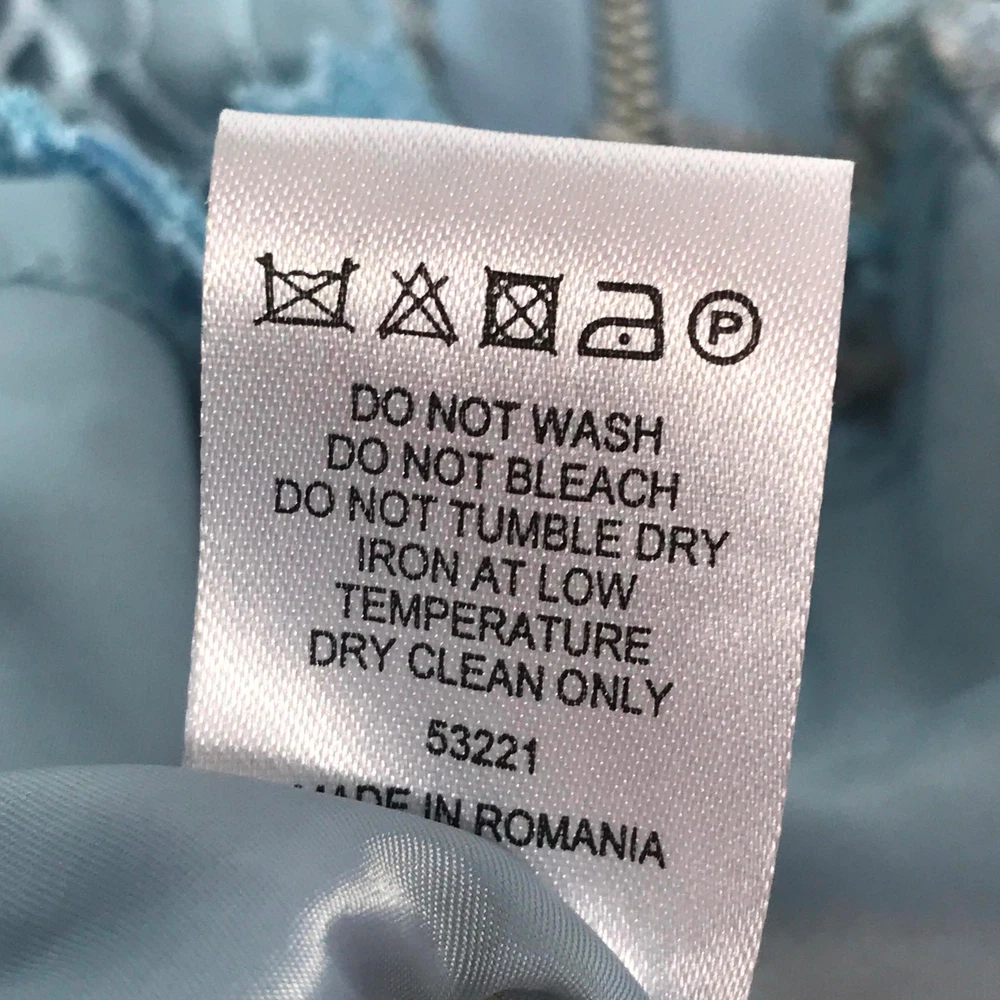 P
DO NOT WASH
DO NOT BLEACH
DO NOT TUMBLE DRY
IRON AT LOW
TEMPERATURE
DRY CLEAN ONLY
53221
MADE IN ROMANIA